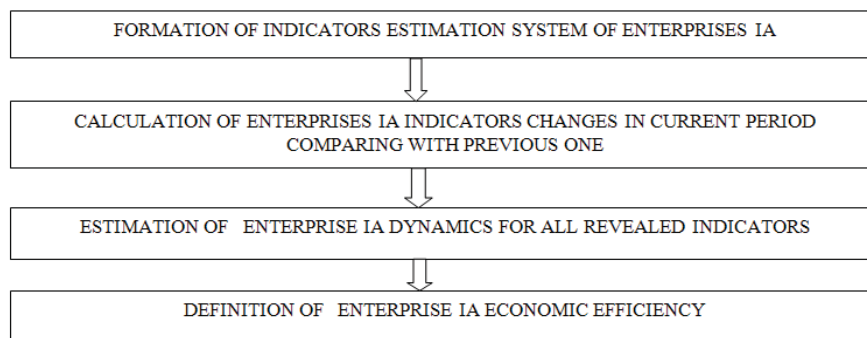 FORMATION OF INDICATORS ESTIMATION SYSTEM OF ENTERPRISES IA
CALCULATION OF ENTERPRISES IA INDICATORS CHANGES IN CURRENT PERIOD
COMPARING WITH PREVIOUS ONE
ESTIMATION OF ENTERPRISE IA DYNAMICS FOR ALL REVEALED INDICATORS
DEFINITION OF ENTERPRISE IA ECONOMIC EFFICIENCY